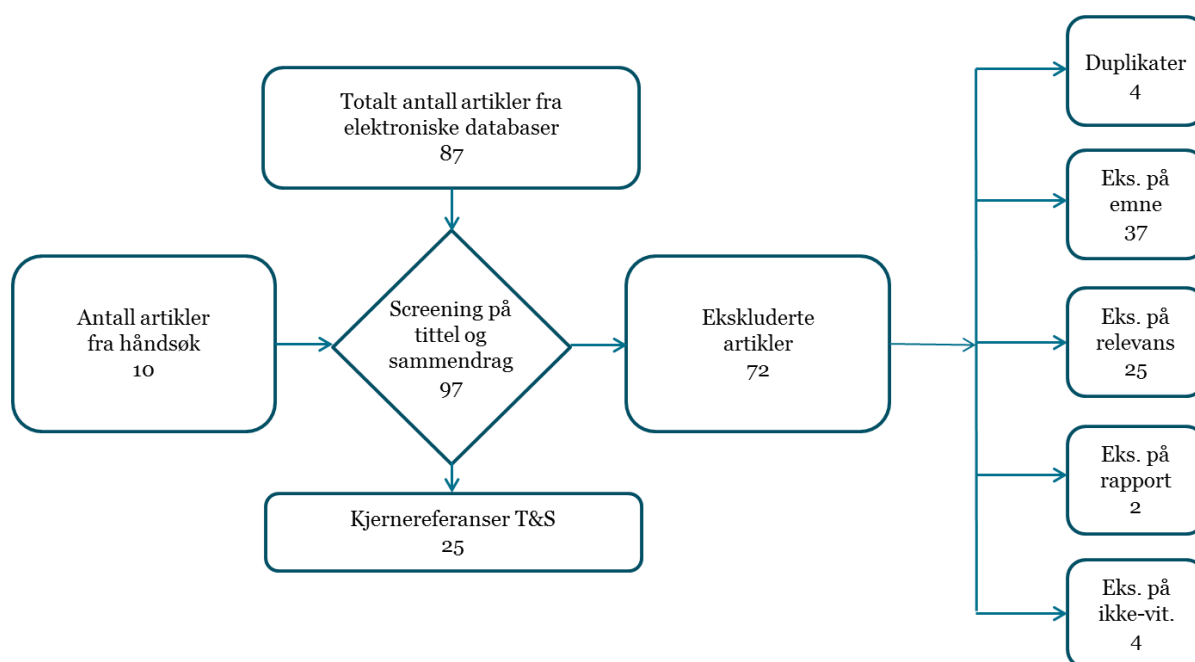 Totalt antall artikler fra
elektroniske databaser
87
Antall artikler
fra håndsøk
10
Screening på
tittel og
sammendrag
97
Ekskluderte
artikler
72
Kjernereferanser T&S
25
Duplikater
4
Eks. på
emne
37
Eks. på
relevans
25
Eks. på
rapport
2
Eks. på
ikke-vit.
4